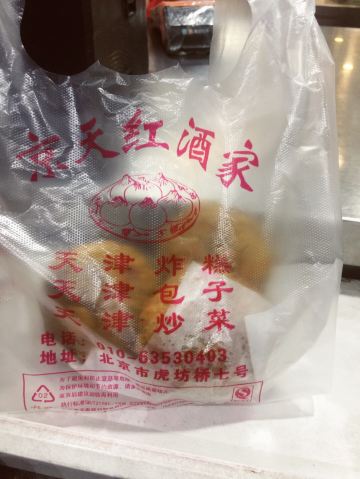 京天红酒家
天津炸糕
天津包子
天津炒菜
电话: 010-63530403
地址: 北京市虎坊桥十号
02